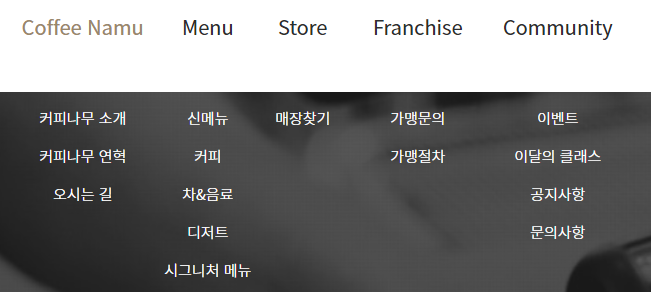 Coffee Namu Menu Store Franchise Community
커피나무 소개 신메뉴 매장찾기 가맹문의 이벤트
커피나무 연혁 커피 가맹절차 이달의 클래스
오시는 길 차&음료 공지사항
디저트 문의사항
시그니처 메뉴